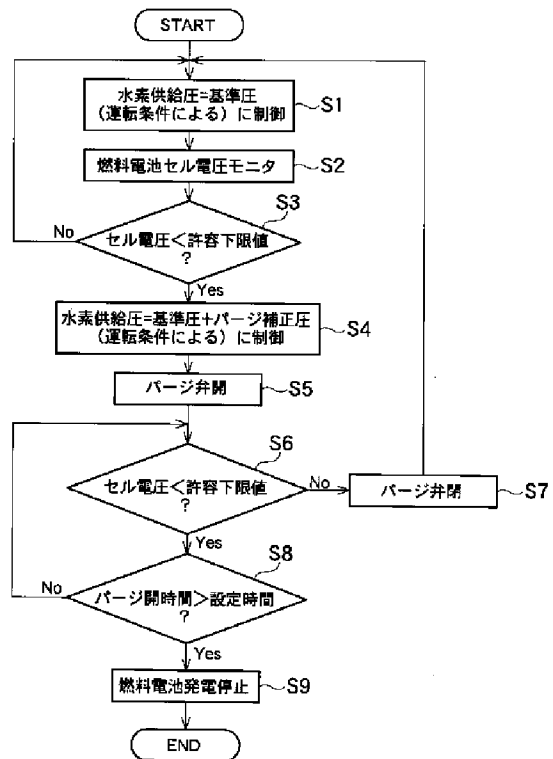 START
水素供給圧=基準圧
(運転条件による)に制御
S1
燃料電池セル電圧モニタ
S2
S3
セル電圧<許容下限値
?
No
Yes
水素供給圧=基準圧+パージ補正圧
(運転条件による)に制御
S4
パージ弁開
S5
S6
セル電圧<許容下限値
?
No
パージ弁閉
S7
Yes
S8
パージ開時間>設定時間
?
No
Yes
燃料電池発電停止
S9
END